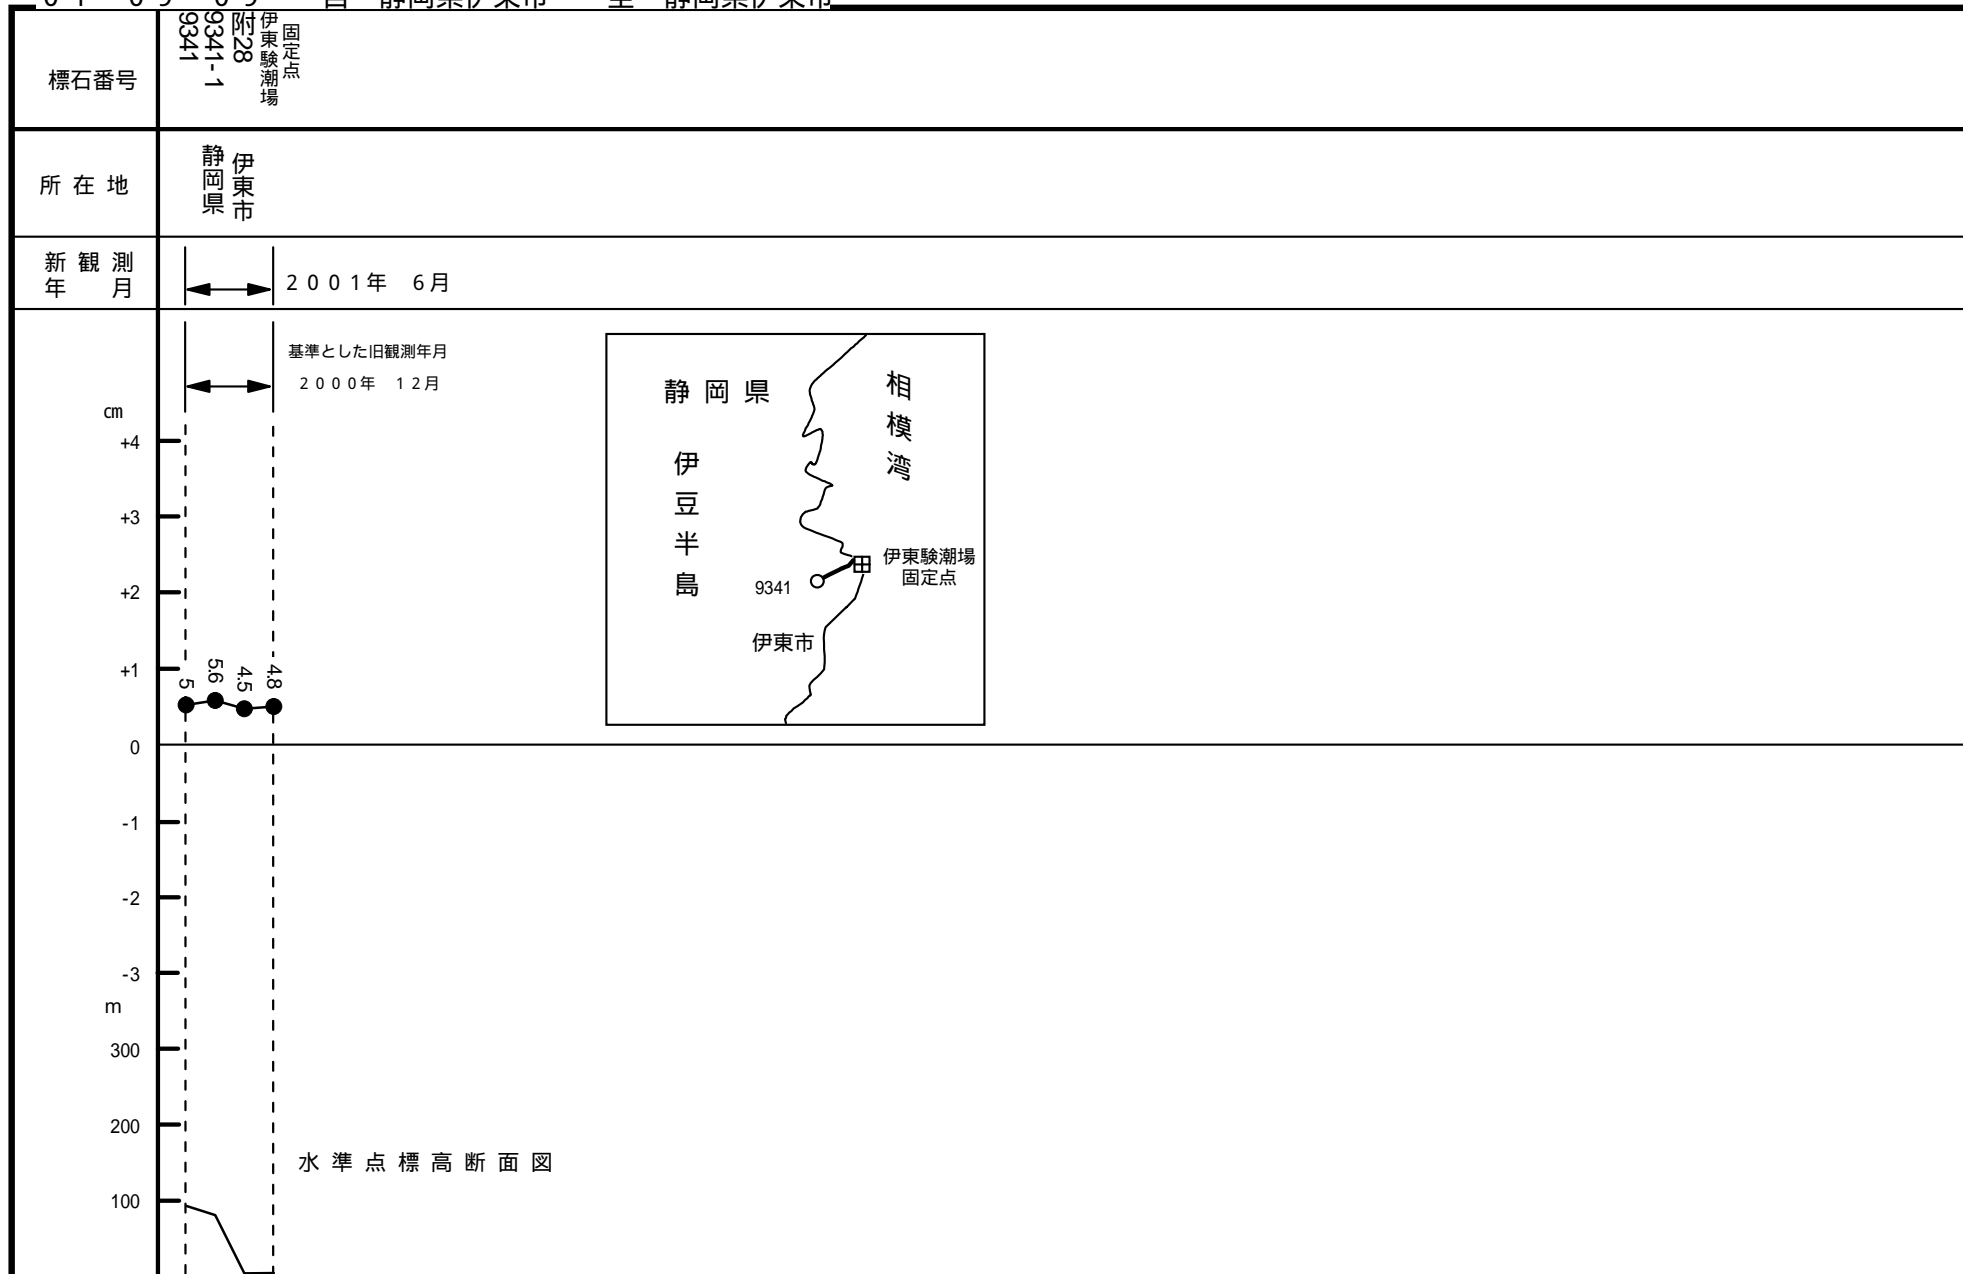 標石番号
9341
9341-1
附28
伊東験潮場
固定点
所在地
静岡県
伊東市
新観測
年 月
2001年 6月
基準とした旧観測年月
2000年 12月
cm
+4
+3
+2
+1
0
-1
-2
-3
5
5.6
4.5
4.8
静岡県
伊豆半島
相模湾
伊東験潮場
固定点
9341
伊東市
m
300
200
100
水準点標高断面図